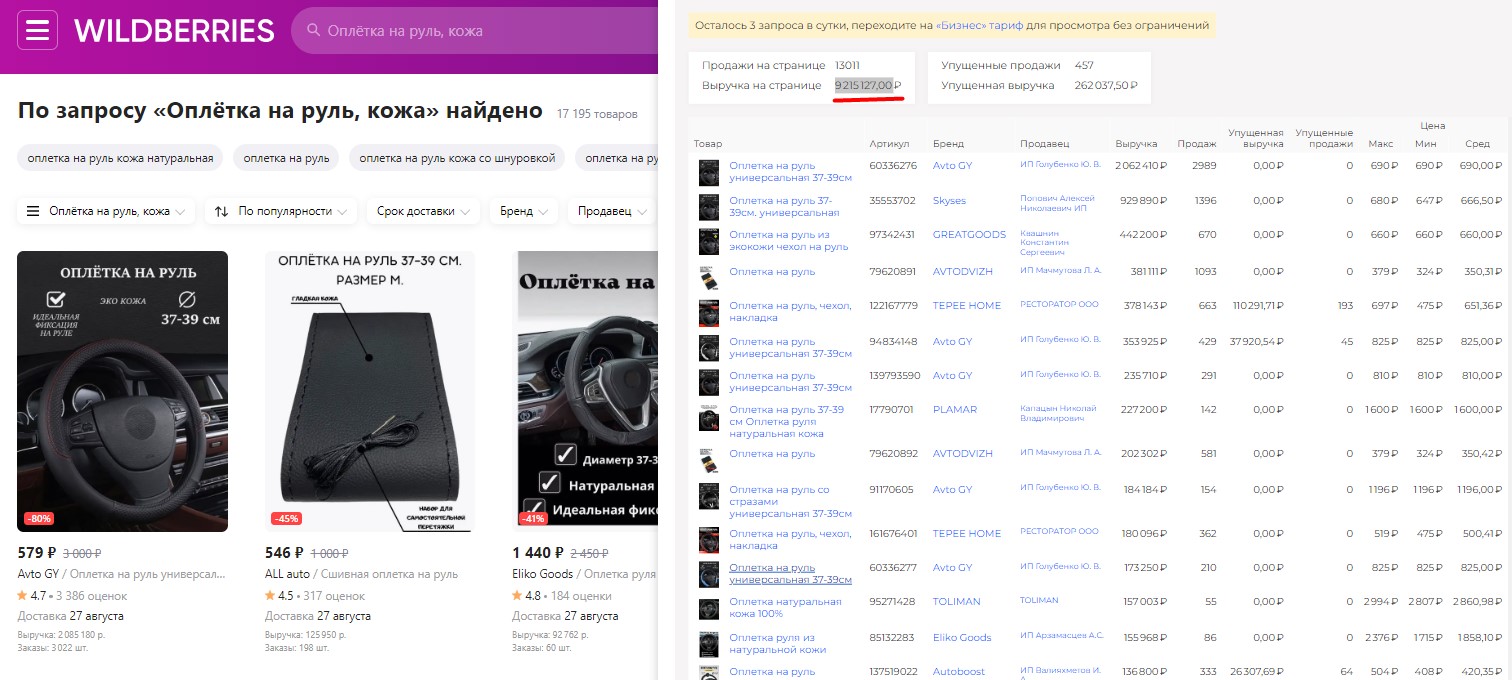 WILDBERRIES
Оплётка на руль, кожа
По запросу «Оплётка на руль, кожа» найдено 17 195 товаров
оплетка на руль кожа натуральная
оплетка на руль
оплетка на руль кожа со шнуровкой
оплетка на ру
Оплётка на руль, кожа
По популярности
Срок доставки
Бренд
Продавец
ОПЛЁТКА НА РУЛЬ
ЭКО КОЖА
ИДЕАЛЬНАЯ
ФИКСАЦИЯ
НА РУЛЕ
37-39 см
-80%
579 ₽ 3 000 ₽
Avto GY / Оплетка на руль универсал...
4.7 • 3 386 оценок
Доставка 27 августа
Выручка: 2 085 180 р.
Заказы: 3 022 шт.
ОПЛЁТКА НА РУЛЬ 37-39 СМ.
РАЗМЕР М.
ГЛАДКАЯ КОЖА
НАБОР ДЛЯ
САМОСТОЯТЕЛЬНОЙ
ПЕРЕТЯЖКИ
-45%
546 ₽ 1 000 ₽
ALL auto / Сшивная оплетка на руль
4.5 • 317 оценок
Доставка 27 августа
Выручка: 125 950 р.
Заказы: 198 шт.
Оплётка на
Диаметр 37-3
Натуральная
Идеальная фикс
-41%
1 440 ₽ 2 450 ₽
Eliko Goods / Оплетка руля
4.8 • 184 оценки
Доставка 27 августа
Выручка: 92 762 р.
Заказы: 60 шт.
Осталось 3 запроса в сутки, переходите на «Бизнес» тариф для просмотра без ограничений
Продажи на странице 13011
Выручка на странице 9 215 127,00 ₽
Упущенные продажи 457
Упущенная выручка 262 037,50 ₽
Товар Артикул Бренд Продавец Выручка Продаж Упущенная выручка Упущенные продажи Цена Макс Мин Сред
Оплетка на руль универсальная 37-39см 60336276 Avto GY ИП Голубенко Ю. В. 2 062 410 ₽ 2989 0,00 ₽ 0 690 ₽ 690 ₽ 690,00 ₽
Оплетка на руль 37-39см. универсальная 35553702 Skyses Попович Алексей Николаевич ИП 929 890 ₽ 1396 0,00 ₽ 0 680 ₽ 647 ₽ 666,50 ₽
Оплетка на руль из экокожи чехол на руль 97342431 GREATGOODS Квашнин Константин Сергеевич 442 200 ₽ 670 0,00 ₽ 0 660 ₽ 660 ₽ 660,00 ₽
Оплетка на руль 79620891 AVTODVIZH ИП Мачмутова Л. А. 381 111 ₽ 1093 0,00 ₽ 0 379 ₽ 324 ₽ 350,31 ₽
Оплетка на руль, чехол, накладка 122167779 TEPEE HOME РЕСТОРАТОР ООО 378 143 ₽ 663 110 291,71 ₽ 193 697 ₽ 475 ₽ 651,36 ₽
Оплетка на руль универсальная 37-39см 94834148 Avto GY ИП Голубенко Ю. В. 353 925 ₽ 429 37 920,54 ₽ 45 825 ₽ 825 ₽ 825,00 ₽
Оплетка на руль универсальная 37-39см 139793590 Avto GY ИП Голубенко Ю. В. 235 710 ₽ 291 0,00 ₽ 0 810 ₽ 810 ₽ 810,00 ₽
Оплетка на руль 37-39 см Оплетка руля натуральная кожа 17790701 PLAMAR Капацын Николай Владимирович 227 200 ₽ 142 0,00 ₽ 0 1 600 ₽ 1 600 ₽ 1 600,00 ₽
Оплетка на руль 79620892 AVTODVIZH ИП Мачмутова Л. А. 202 302 ₽ 581 0,00 ₽ 0 379 ₽ 324 ₽ 350,42 ₽
Оплетка на руль со стразами универсальная 37-39см 91170605 Avto GY ИП Голубенко Ю. В. 184 184 ₽ 154 0,00 ₽ 0 1 196 ₽ 1 196 ₽ 1 196,00 ₽
Оплетка на руль, чехол, накладка 161676401 TEPEE HOME РЕСТОРАТОР ООО 180 096 ₽ 362 0,00 ₽ 0 519 ₽ 475 ₽ 500,41 ₽
Оплетка на руль универсальная 37-39см 60336277 Avto GY ИП Голубенко Ю. В. 173 250 ₽ 210 0,00 ₽ 0 825 ₽ 825 ₽ 825,00 ₽
Оплетка натуральная кожа 100% 95271428 TOLIMAN TOLIMAN 157 003 ₽ 55 0,00 ₽ 0 2 994 ₽ 2 807 ₽ 2 860,98 ₽
Оплетка руля из натуральной кожи 85132283 Eliko Goods ИП Арзамасцев А.С. 155 968 ₽ 86 0,00 ₽ 0 2 376 ₽ 1 715 ₽ 1 858,10 ₽
Оплетка на руль 137519022 Autoboost ИП Валияхметов И. А. 136 800 ₽ 333 26 307,69 ₽ 64 504 ₽ 408 ₽ 420,35 ₽